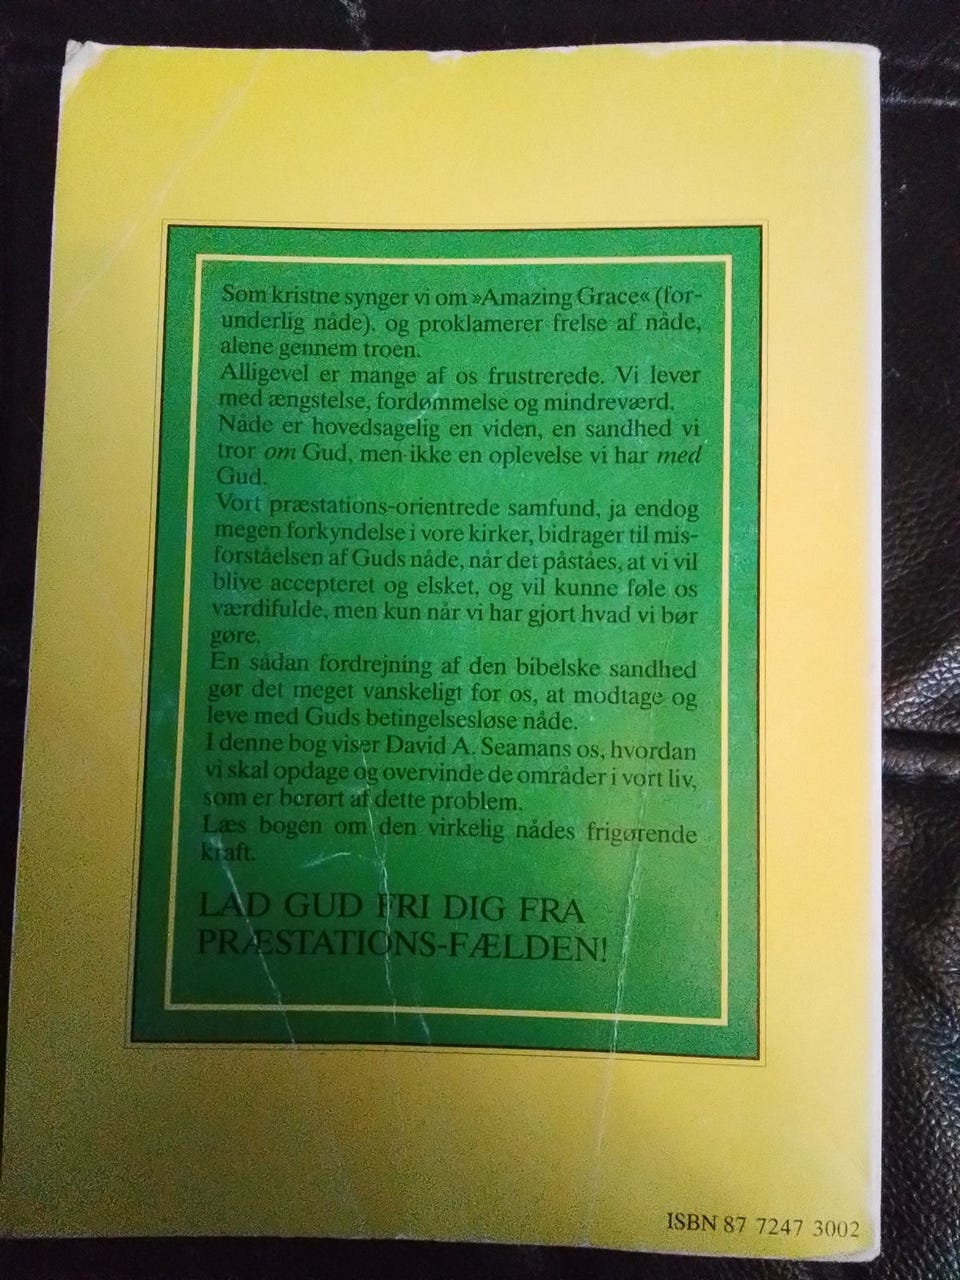 Som kristne synger vi om »Amazing Grace« (for-
underlig nåde), og proklamerer frelse af nåde,
alene gennem troen.
Alligevel er mange af os frustrerede. Vi lever
med ængstelse, fordømmelse og mindreværd.
Nåde er hovedsagelig en viden, en sandhed vi
tror om Gud, men ikke en oplevelse vi har med
Gud.
Vort præstations-orientrede samfund, ja endog
megen forkyndelse i vore kirker, bidrager til mis-
forståelsen af Guds nåde, når det påståes, at vi vil
blive accepteret og elsket, og vil kunne føle os
værdifulde, men kun når vi har gjort hvad vi bør
gøre.
En sådan fordrejning af den bibelske sandhed
gør det meget vanskeligt for os, at modtage og
leve med Guds betingelsesløse nåde.
I denne bog viser David A. Seamans os, hvordan
vi skal opdage og overvinde de områder i vort liv,
som er berørt af dette problem.
Læs bogen om den virkelig nådes frigørende
kraft.
LAD GUD FRI DIG FRA
PRÆSTATIONS-FÆLDEN!
ISBN 87 7247 3002